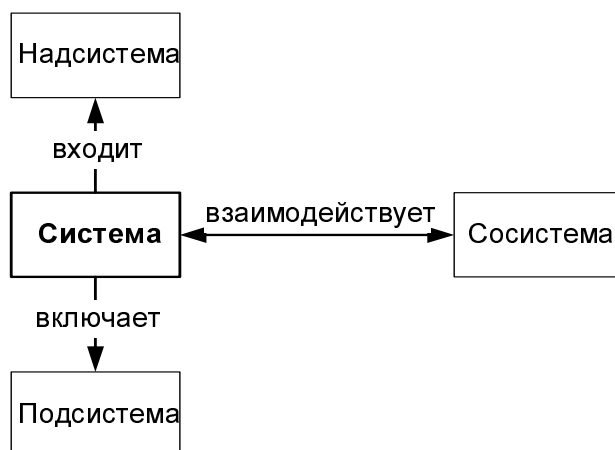 Надсистема
входит
взаимодействует
Система
Сосистема
включает
Подсистема